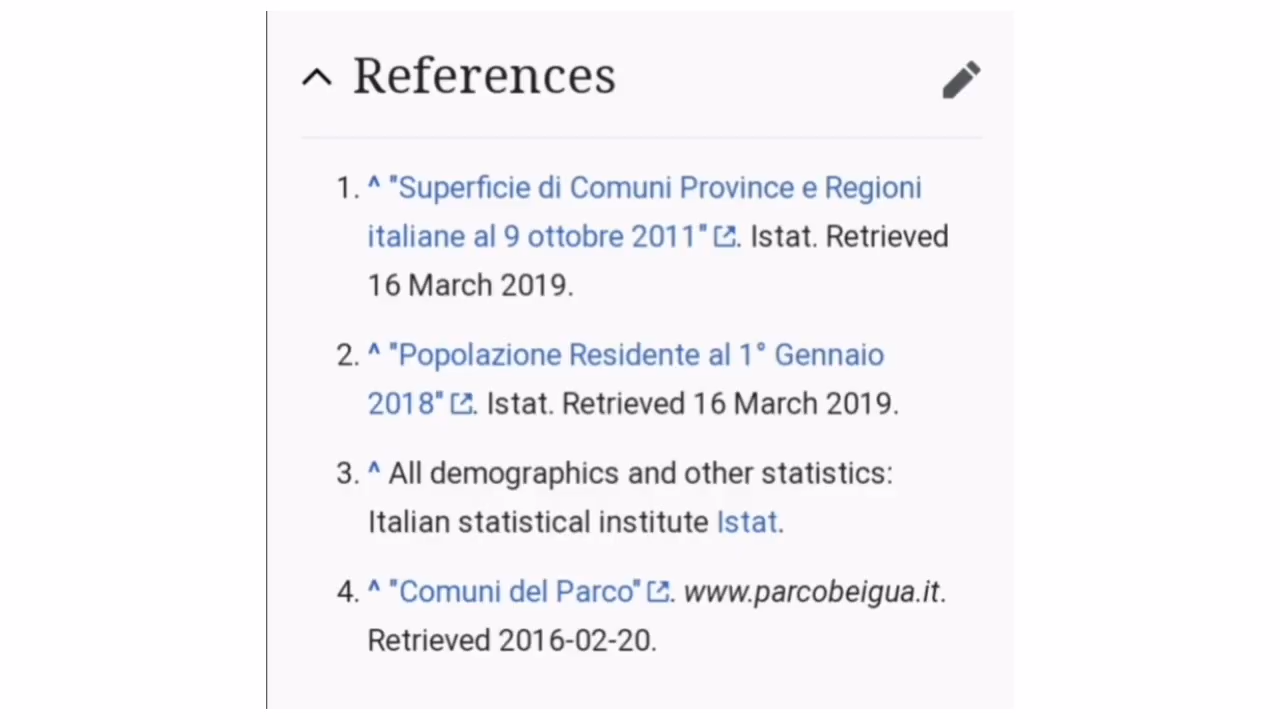 References
1. ^ "Superficie di Comuni Province e Regioni
italiane al 9 ottobre 2011". Istat. Retrieved
16 March 2019.
2. ^ "Popolazione Residente al 1° Gennaio
2018". Istat. Retrieved 16 March 2019.
3. ^ All demographics and other statistics:
Italian statistical institute Istat.
4. ^ "Comuni del Parco". www.parcobeigua.it.
Retrieved 2016-02-20.